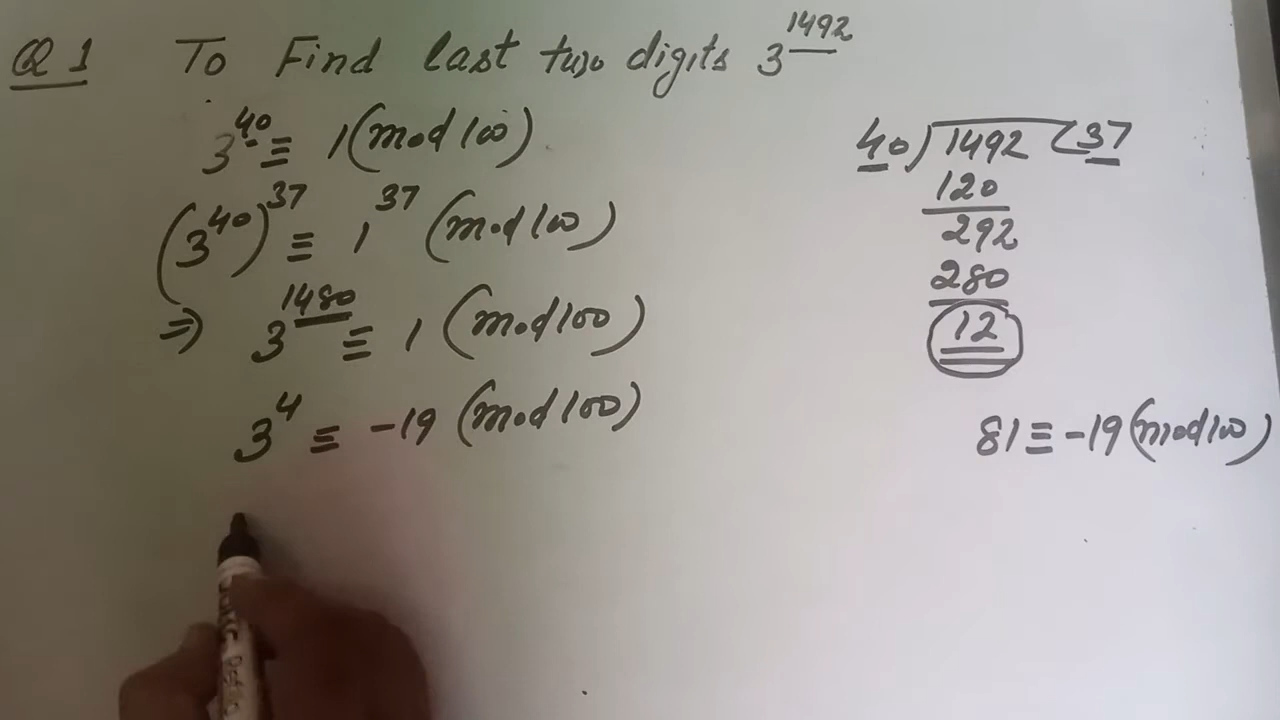 Q 1 To Find last two digits 3^1492
3^40 ≡ 1 (mod 100)
(3^40)^37 ≡ 1^37 (mod 100)
⇒ 3^1480 ≡ 1 (mod 100)
3^4 ≡ -19 (mod 100)
40) 1492 (37
120
292
280
12
81 ≡ -19 (mod 100)